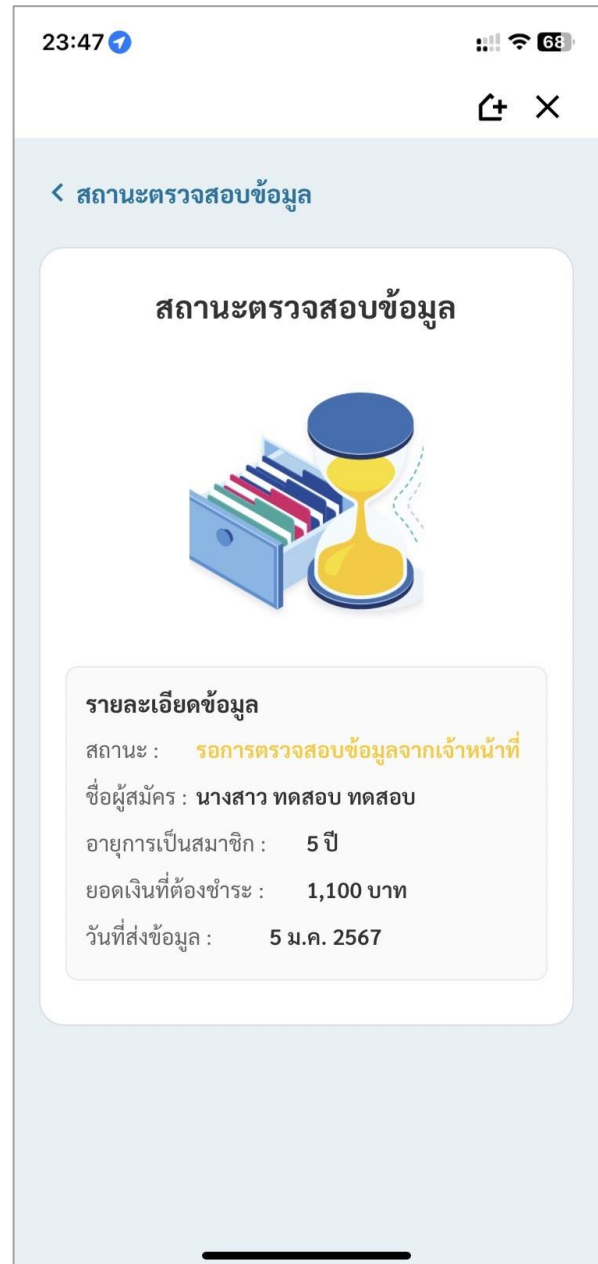 23:47
68
สถานะตรวจสอบข้อมูล
สถานะตรวจสอบข้อมูล
รายละเอียดข้อมูล
สถานะ : รอการตรวจสอบข้อมูลจากเจ้าหน้าที่
ชื่อผู้สมัคร : นางสาว ทดสอบ ทดสอบ
อายุการเป็นสมาชิก : 5 ปี
ยอดเงินที่ต้องชำระ : 1,100 บาท
วันที่ส่งข้อมูล : 5 ม.ค. 2567